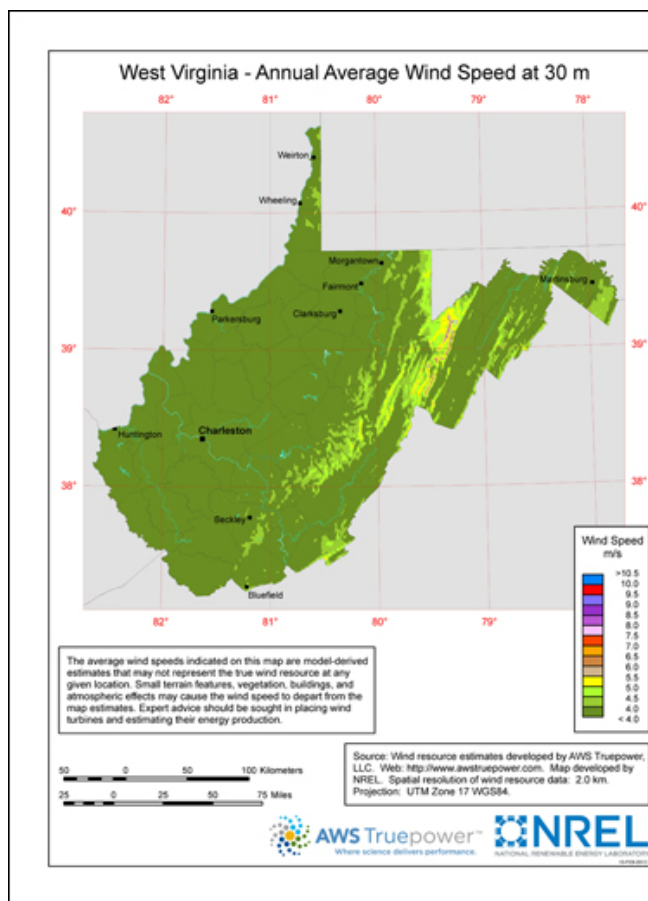 West Virginia - Annual Average Wind Speed at 30 m
82° 81° 80° 79° 78°
Weirton
Wheeling
40° 40°
Morgantown
Martinsburg
Fairmont
Parkersburg
Clarksburg
39° 39°
Charleston
Huntington
38° 38°
Beckley
Bluefield
82° 81° 80° 79°
Wind Speed
m/s
>10.5
10.0
9.5
9.0
8.5
8.0
7.5
7.0
6.5
6.0
5.5
5.0
4.5
4.0
< 4.0
The average wind speeds indicated on this map are model-derived
estimates that may not represent the true wind resource at any
given location. Small terrain features, vegetation, buildings, and
atmospheric effects may cause the wind speed to depart from the
map estimates. Expert advice should be sought in placing wind
turbines and estimating their energy production.
50 0 50 100 Kilometers
25 0 25 50 75 Miles
Source: Wind resource estimates developed by AWS Truepower,
LLC. Web: http://www.awstruepower.com. Map developed by
NREL. Spatial resolution of wind resource data: 2.0 km.
Projection: UTM Zone 17 WGS84.
AWS Truepower™
Where science delivers performance.
NREL
NATIONAL RENEWABLE ENERGY LABORATORY